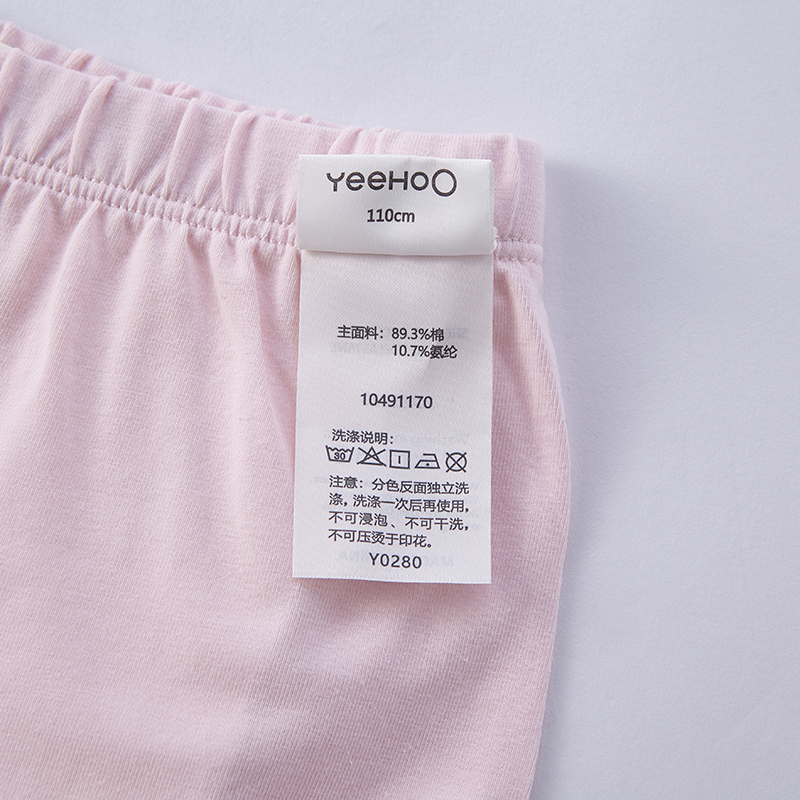 YeeHoO
110cm
主面料：89.3%棉
10.7%氨纶
10491170
洗涤说明：
30
注意：分色反面独立洗
涤，洗涤一次后再使用，
不可浸泡、不可干洗，
不可压烫于印花。
Y0280